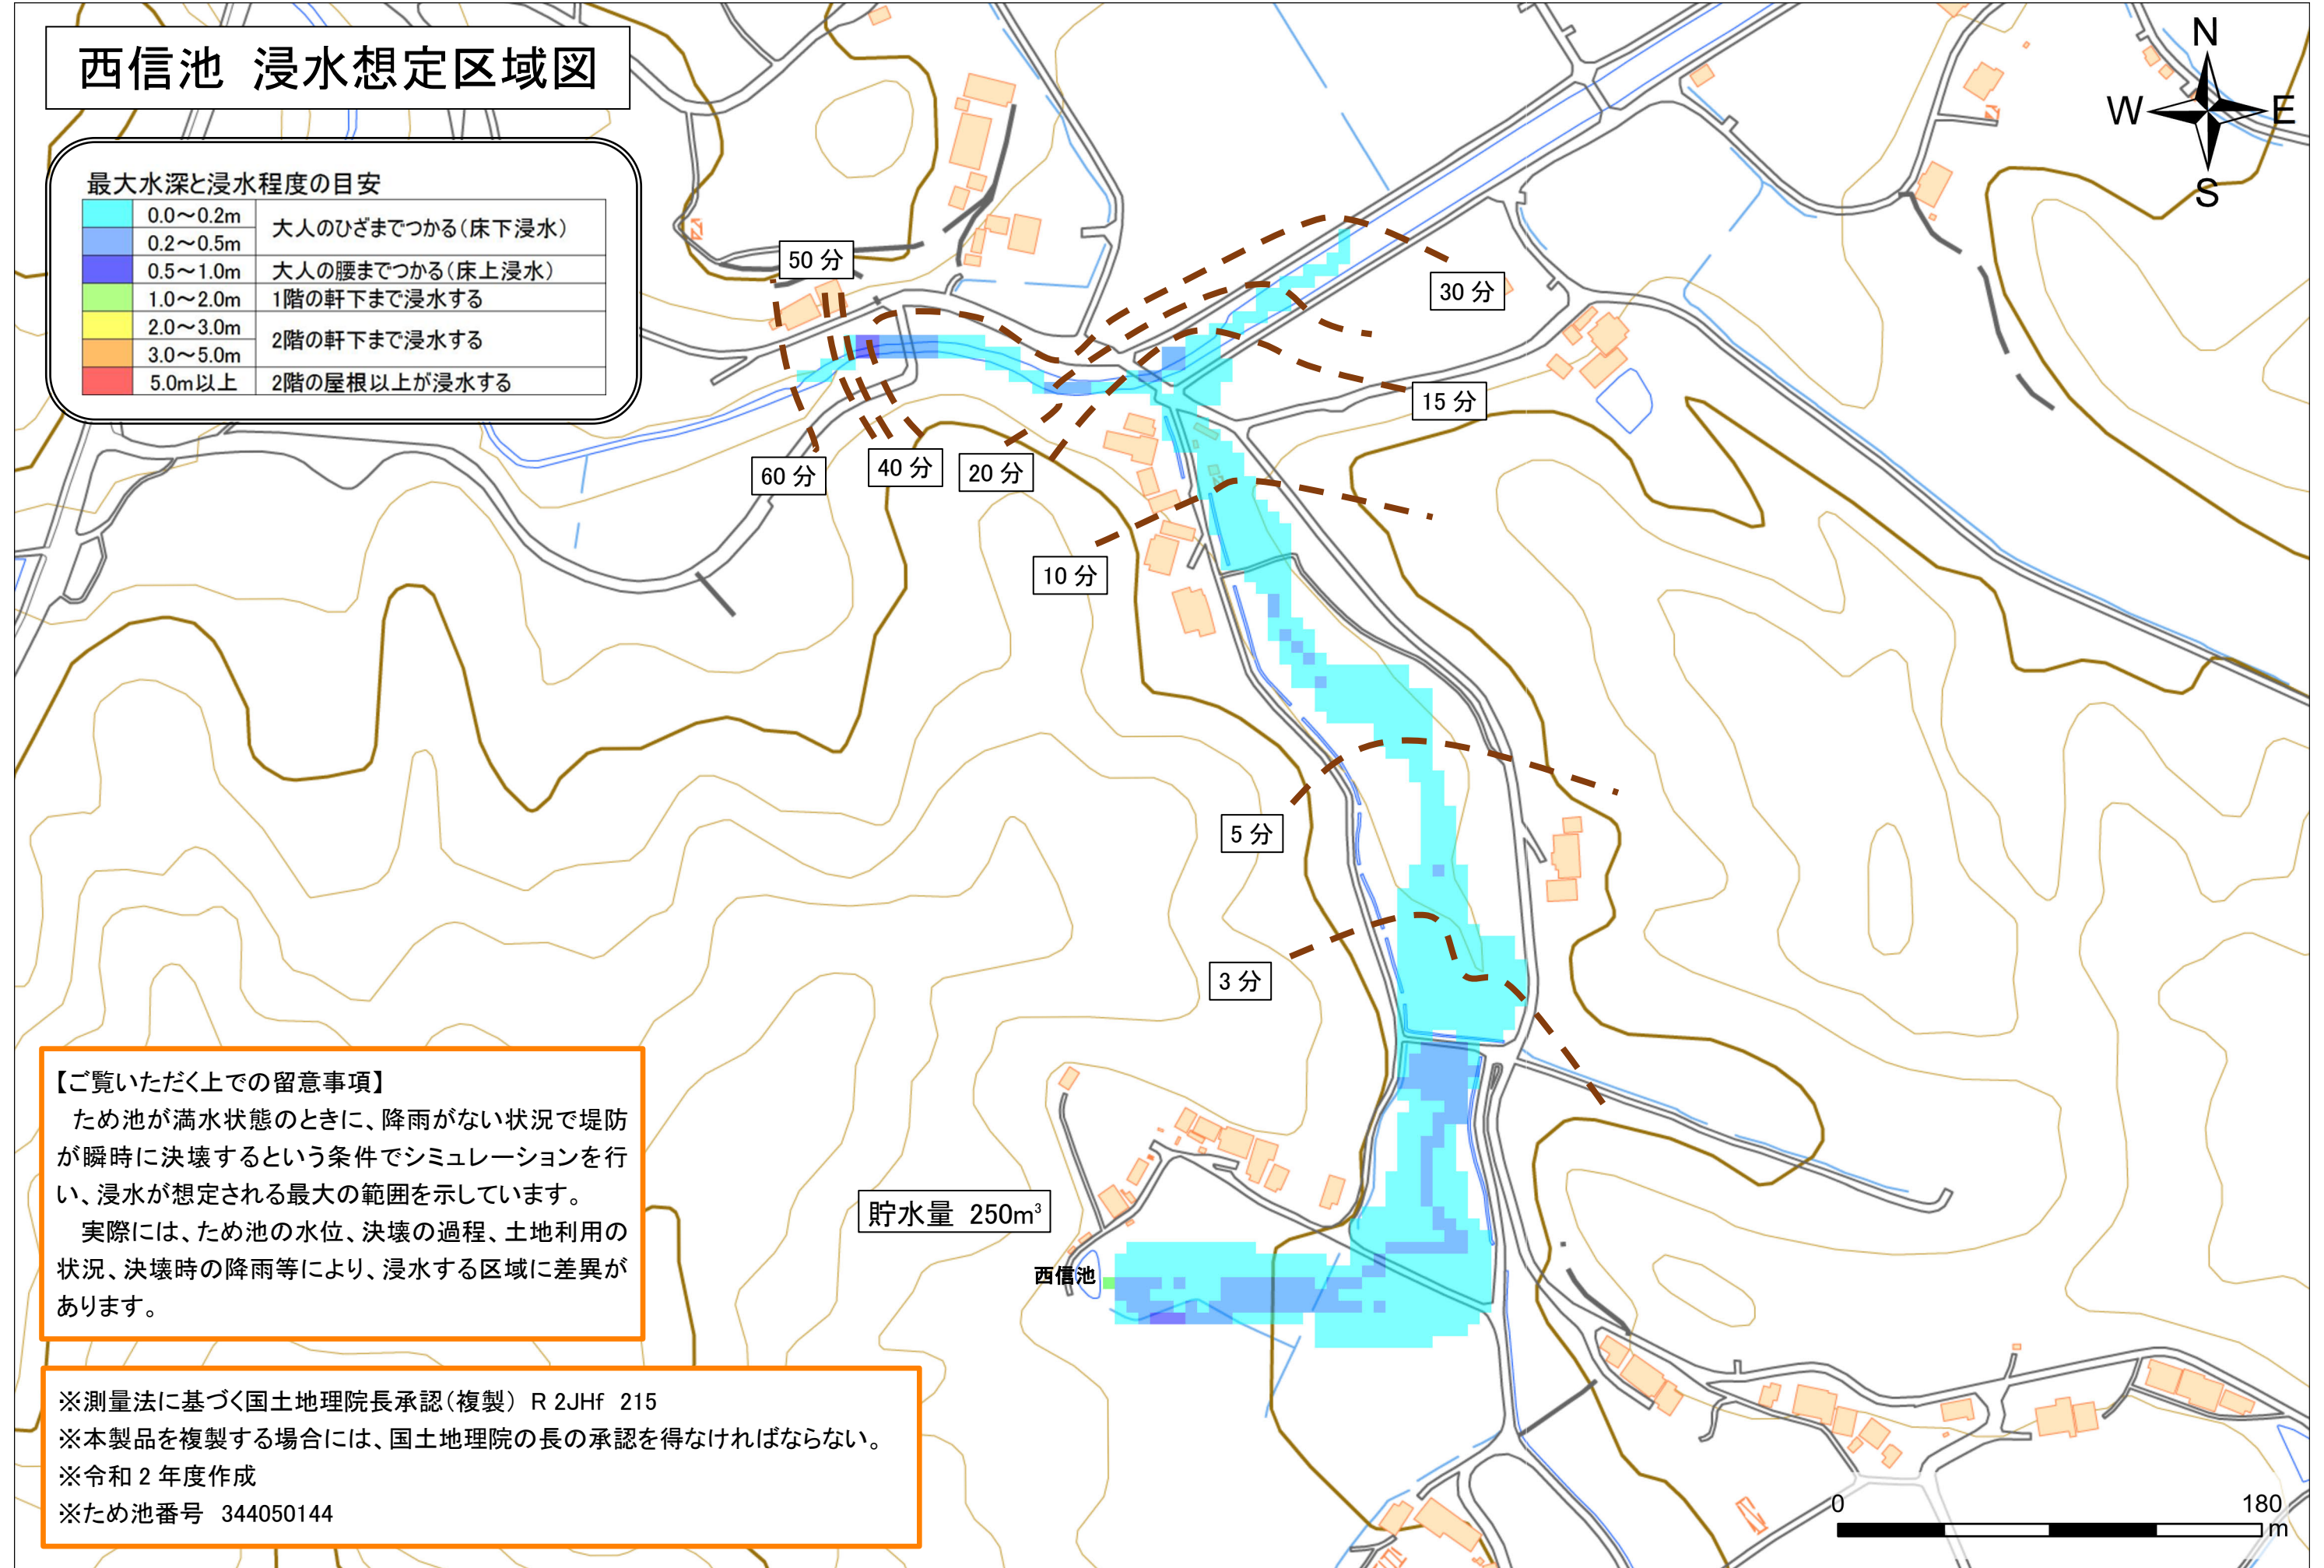 西信池 浸水想定区域図
N
W
E
S
最大水深と浸水程度の目安
0.0～0.2m
大人のひざまでつかる（床下浸水）
0.2～0.5m
0.5～1.0m 大人の腰までつかる（床上浸水）
1.0～2.0m 1階の軒下まで浸水する
2.0～3.0m
2階の軒下まで浸水する
3.0～5.0m
5.0m以上 2階の屋根以上が浸水する
50 分
30 分
15 分
60 分
40 分
20 分
10 分
5 分
3 分
貯水量 250m³
西信池
【ご覧いただく上での留意事項】
ため池が満水状態のときに、降雨がない状況で堤防
が瞬時に決壊するという条件でシミュレーションを行
い、浸水が想定される最大の範囲を示しています。
実際には、ため池の水位、決壊の過程、土地利用の
状況、決壊時の降雨等により、浸水する区域に差異が
あります。
※測量法に基づく国土地理院長承認（複製） R 2JHf 215
※本製品を複製する場合には、国土地理院の長の承認を得なければならない。
※令和 2 年度作成
※ため池番号 344050144
0
180
m